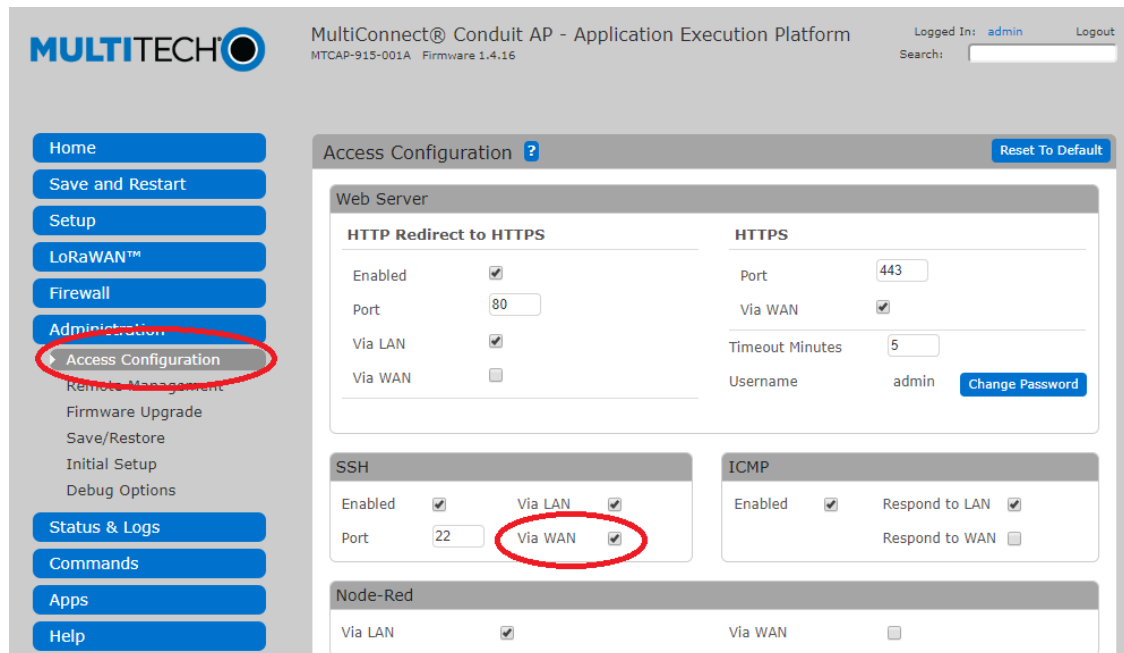 MULTITECH
MultiConnect® Conduit AP - Application Execution Platform
MTCAP-915-001A Firmware 1.4.16
Logged In: admin Logout
Search:
Home
Save and Restart
Setup
LoRaWAN™
Firewall
Administration
Access Configuration
Remote Management
Firmware Upgrade
Save/Restore
Initial Setup
Debug Options
Status & Logs
Commands
Apps
Help
Access Configuration ?
Reset To Default
Web Server
HTTP Redirect to HTTPS
Enabled
Port 80
Via LAN
Via WAN
HTTPS
Port 443
Via WAN
Timeout Minutes 5
Username admin Change Password
SSH
Enabled Via LAN
Port 22 Via WAN
ICMP
Enabled Respond to LAN
Respond to WAN
Node-Red
Via LAN Via WAN